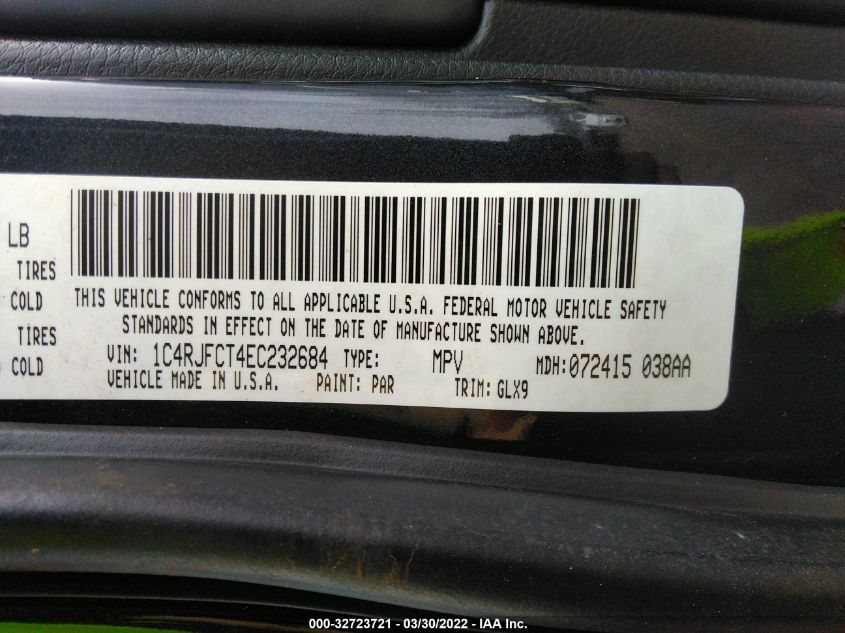 LB
TIRES
COLD
TIRES
COLD
THIS VEHICLE CONFORMS TO ALL APPLICABLE U.S.A. FEDERAL MOTOR VEHICLE SAFETY
STANDARDS IN EFFECT ON THE DATE OF MANUFACTURE SHOWN ABOVE.
VIN: 1C4RJFCT4EC232684 TYPE: MPV MDH:072415 038AA
VEHICLE MADE IN U.S.A. PAINT: PAR TRIM: GLX9
000-32723721 - 03/30/2022 - IAA Inc.